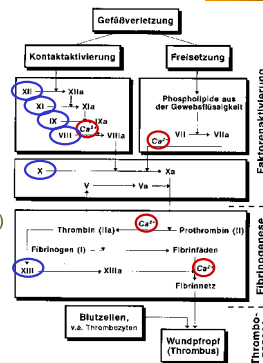 Gefäßverletzung
Kontaktaktivierung
Freisetzung
XII XIIa
XI XIa
IX IXa
VIII Ca²⁺ VIIIa
Phospholipide aus
der Gewebsflüssigkeit
VII VIIa
Ca²⁺
X Xa
V Va
Ca²⁺
Thrombin (IIa) Prothrombin (II)
Fibrinogen (I) Fibrinfäden
XIII XIIIa Ca²⁺
Fibrinnetz
Blutzellen,
v.a. Thrombozyten
Wundpfropf
(Thrombus)
Faktorenaktivierung
Fibrinogenese
Thrombo-